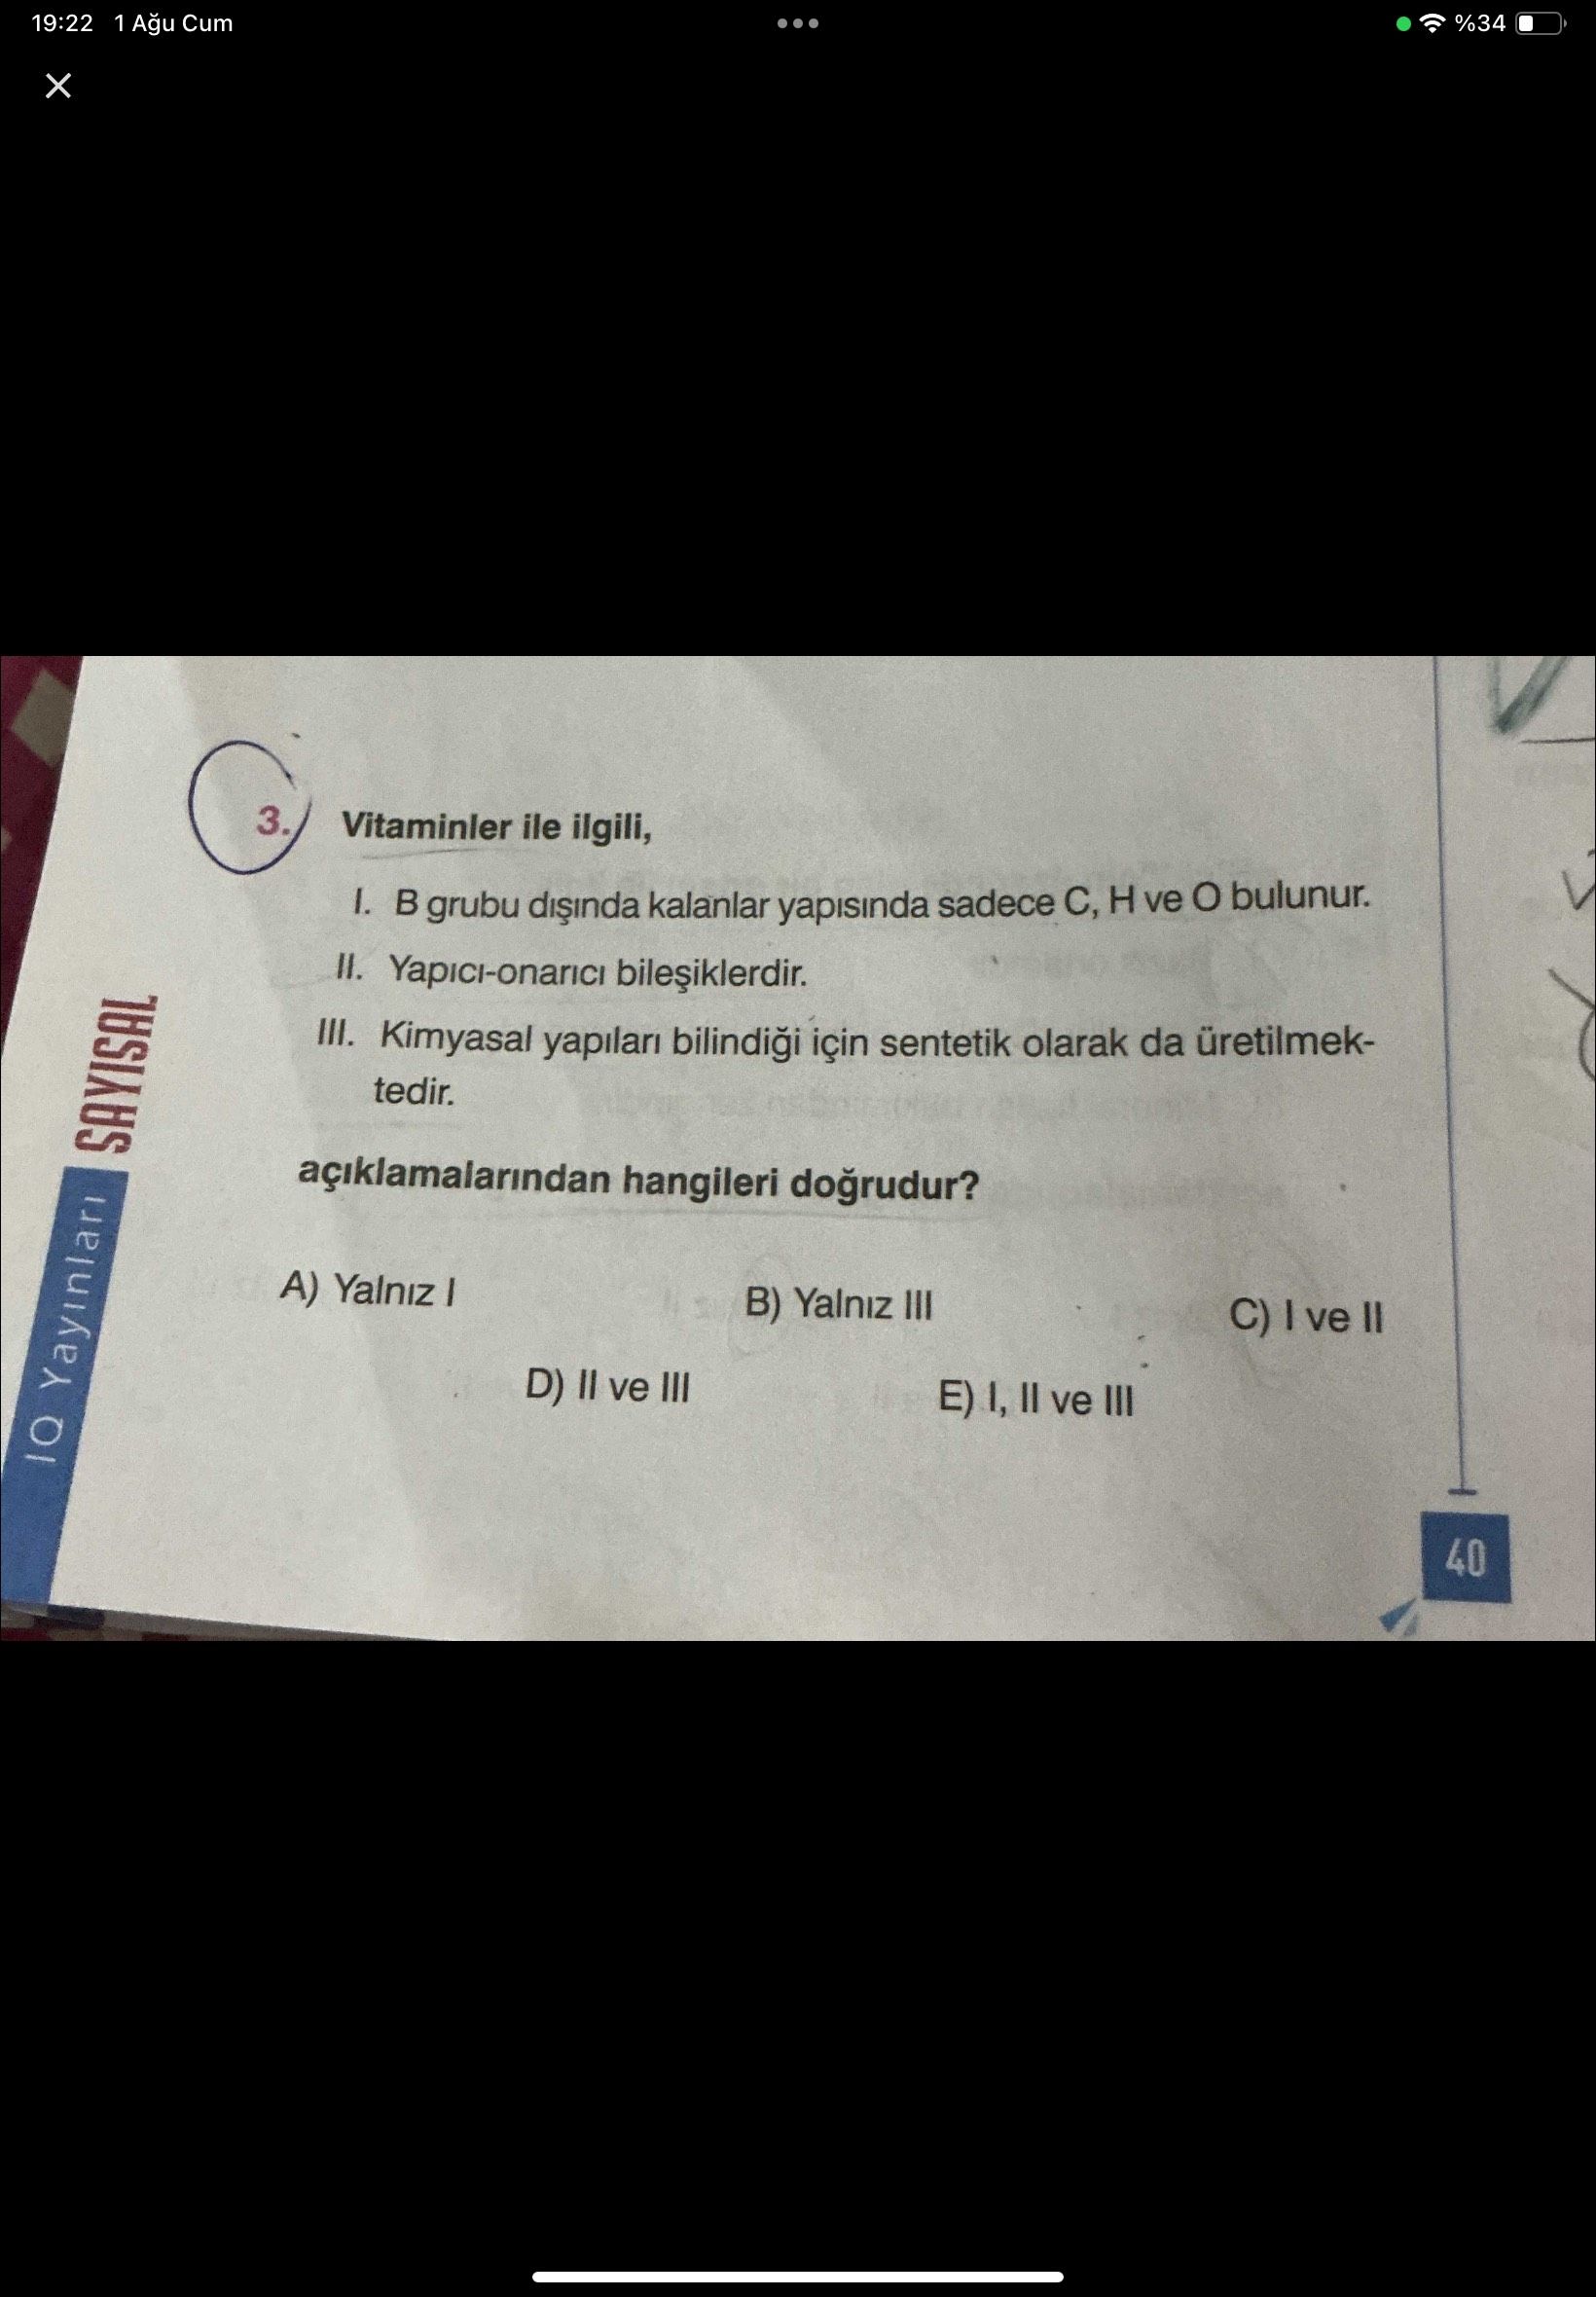 19:22 1 Ağu Cum
%34
3. Vitaminler ile ilgili,
I. B grubu dışında kalanlar yapısında sadece C, H ve O bulunur.
II. Yapıcı-onarıcı bileşiklerdir.
III. Kimyasal yapıları bilindiği için sentetik olarak da üretilmek-
tedir.
açıklamalarından hangileri doğrudur?
A) Yalnız I
B) Yalnız III
C) I ve II
D) II ve III
E) I, II ve III
IQ Yayınları SAYISAL
40